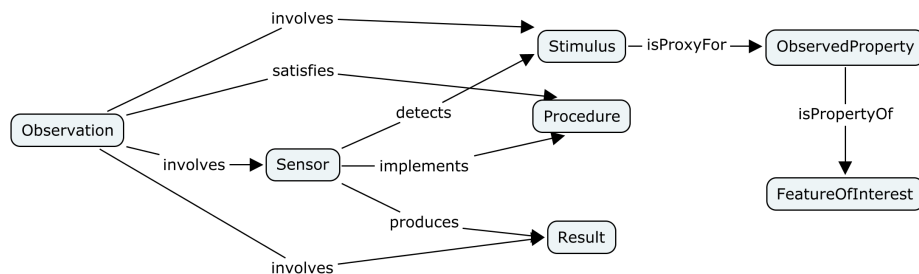 involves
Stimulus
isProxyFor
ObservedProperty
satisfies
detects
Procedure
isPropertyOf
Observation
involves
Sensor
implements
FeatureOfInterest
produces
Result
involves